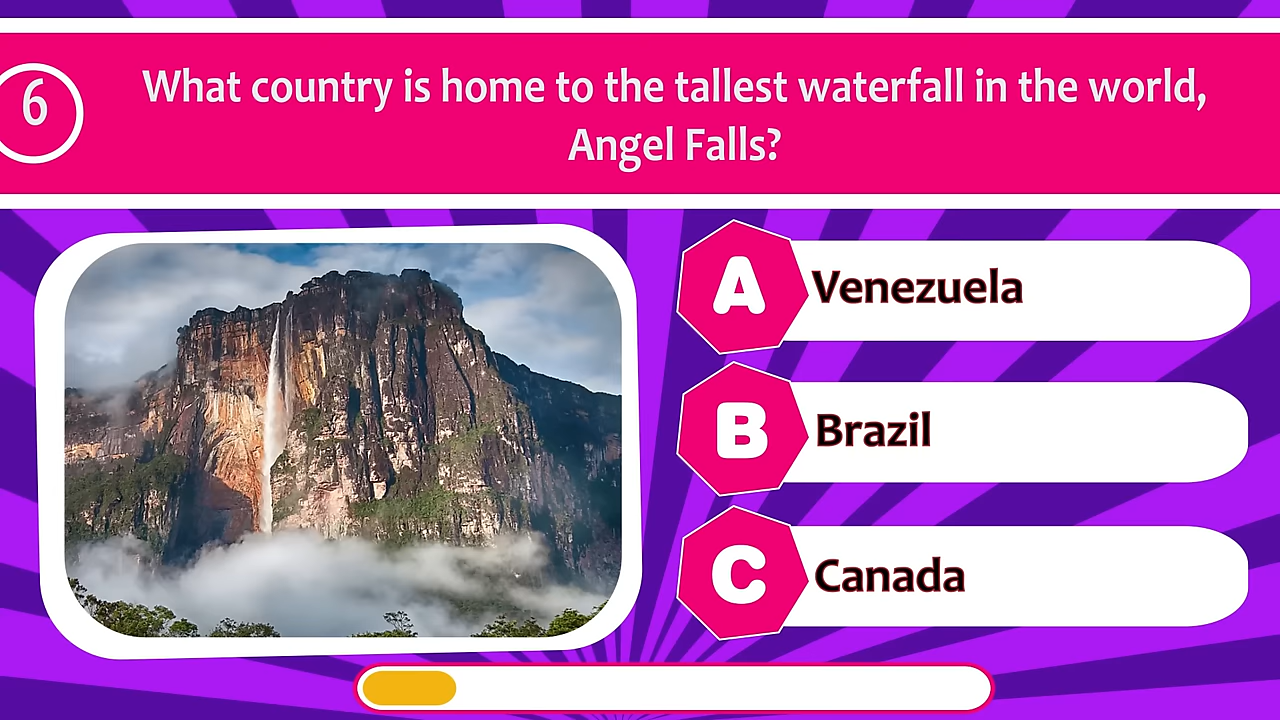 6
What country is home to the tallest waterfall in the world,
Angel Falls?
A Venezuela
B Brazil
C Canada